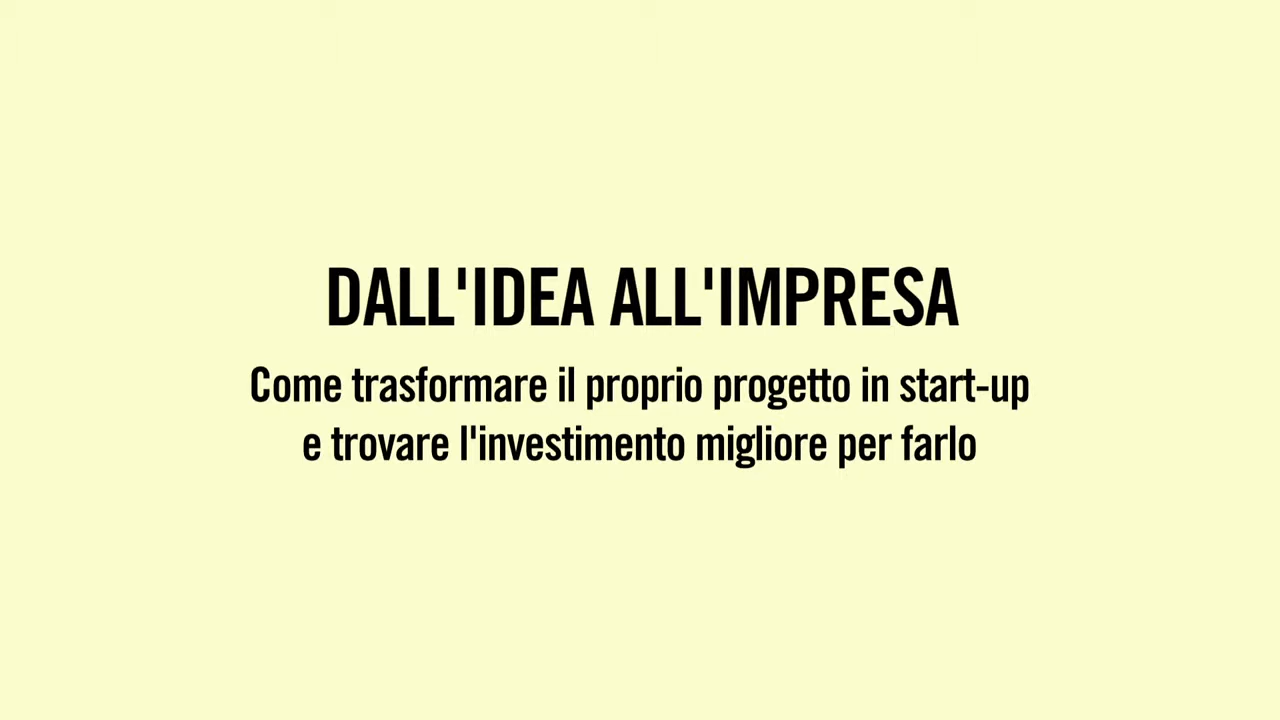 DALL'IDEA ALL'IMPRESA
Come trasformare il proprio progetto in start-up
e trovare l'investimento migliore per farlo